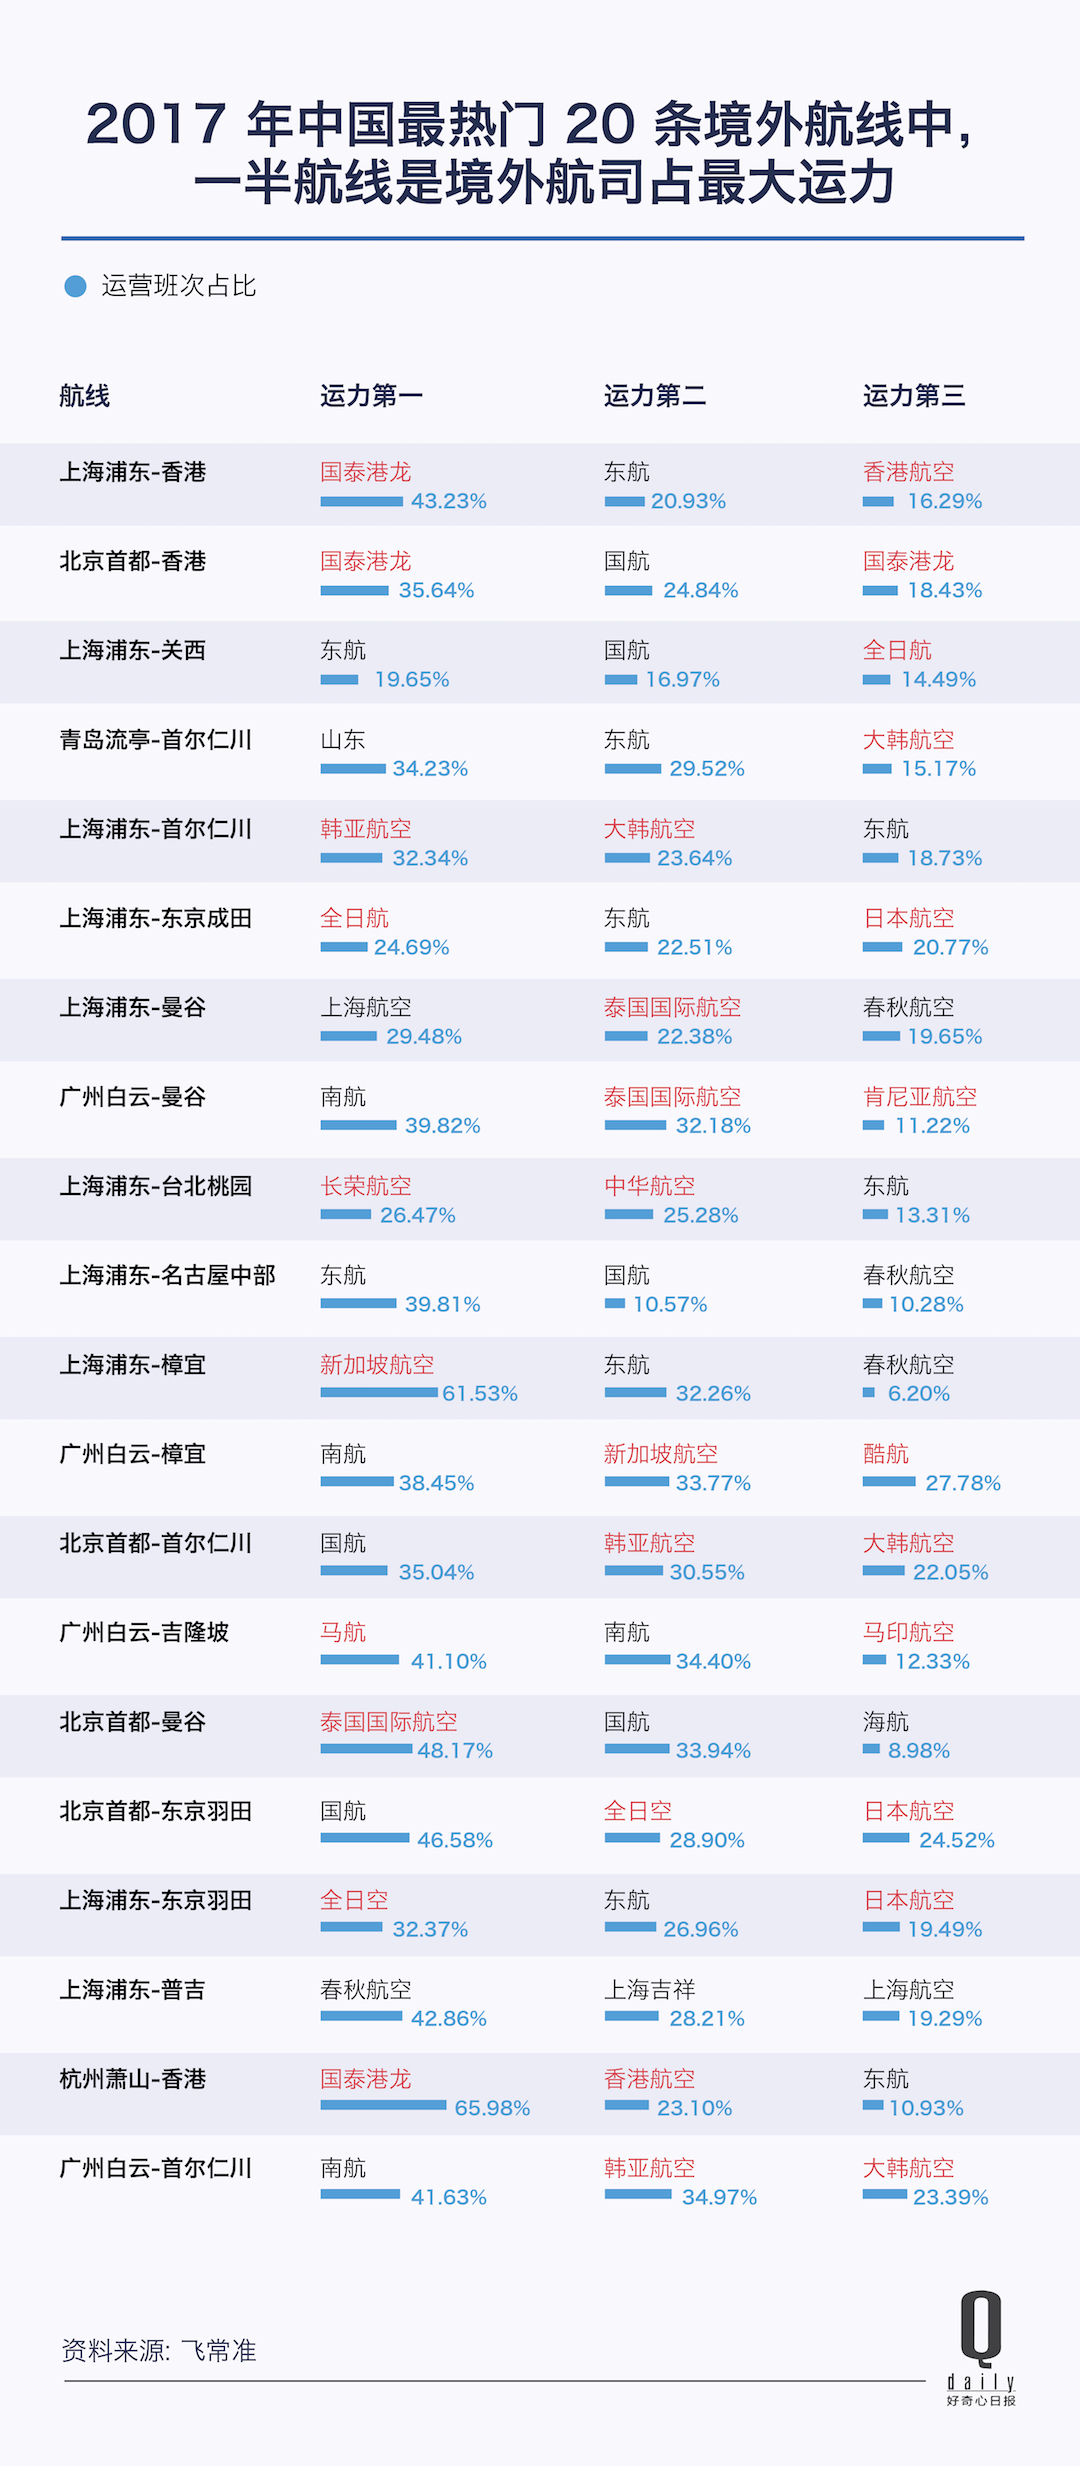 2017 年中国最热门 20 条境外航线中,
一半航线是境外航司占最大运力
运营班次占比
航线 运力第一 运力第二 运力第三
上海浦东-香港 国泰港龙 东航 香港航空
43.23% 20.93% 16.29%
北京首都-香港 国泰港龙 国航 国泰港龙
35.64% 24.84% 18.43%
上海浦东-关西 东航 国航 全日航
19.65% 16.97% 14.49%
青岛流亭-首尔仁川 山东 东航 大韩航空
34.23% 29.52% 15.17%
上海浦东-首尔仁川 韩亚航空 大韩航空 东航
32.34% 23.64% 18.73%
上海浦东-东京成田 全日航 东航 日本航空
24.69% 22.51% 20.77%
上海浦东-曼谷 上海航空 泰国国际航空 春秋航空
29.48% 22.38% 19.65%
广州白云-曼谷 南航 泰国国际航空 肯尼亚航空
39.82% 32.18% 11.22%
上海浦东-台北桃园 长荣航空 中华航空 东航
26.47% 25.28% 13.31%
上海浦东-名古屋中部 东航 国航 春秋航空
39.81% 10.57% 10.28%
上海浦东-樟宜 新加坡航空 东航 春秋航空
61.53% 32.26% 6.20%
广州白云-樟宜 南航 新加坡航空 酷航
38.45% 33.77% 27.78%
北京首都-首尔仁川 国航 韩亚航空 大韩航空
35.04% 30.55% 22.05%
广州白云-吉隆坡 马航 南航 马印航空
41.10% 34.40% 12.33%
北京首都-曼谷 泰国国际航空 国航 海航
48.17% 33.94% 8.98%
北京首都-东京羽田 国航 全日空 日本航空
46.58% 28.90% 24.52%
上海浦东-东京羽田 全日空 东航 日本航空
32.37% 26.96% 19.49%
上海浦东-普吉 春秋航空 上海吉祥 上海航空
42.86% 28.21% 19.29%
杭州萧山-香港 国泰港龙 香港航空 东航
65.98% 23.10% 10.93%
广州白云-首尔仁川 南航 韩亚航空 大韩航空
41.63% 34.97% 23.39%
资料来源: 飞常准
Q
daily
好奇心日报